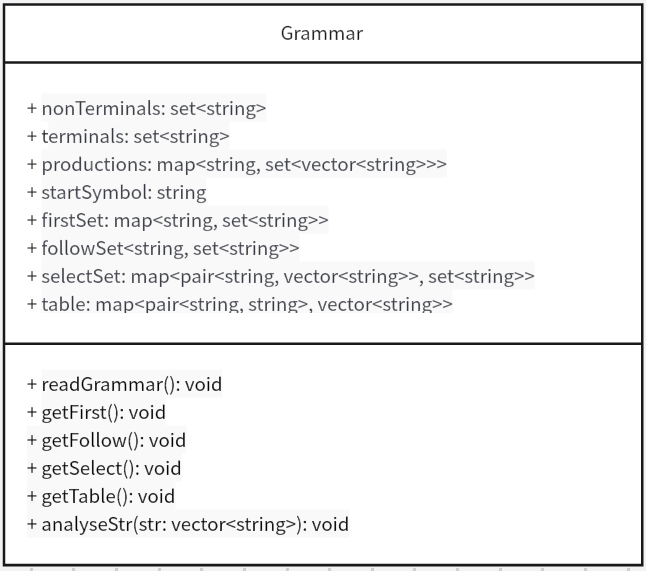 Grammar
+ nonTerminals: set<string>
+ terminals: set<string>
+ productions: map<string, set<vector<string>>>
+ startSymbol: string
+ firstSet: map<string, set<string>>
+ followSet<string, set<string>>
+ selectSet: map<pair<string, vector<string>>, set<string>>
+ table: map<pair<string, string>, vector<string>>
+ readGrammar(): void
+ getFirst(): void
+ getFollow(): void
+ getSelect(): void
+ getTable(): void
+ analyseStr(str: vector<string>): void